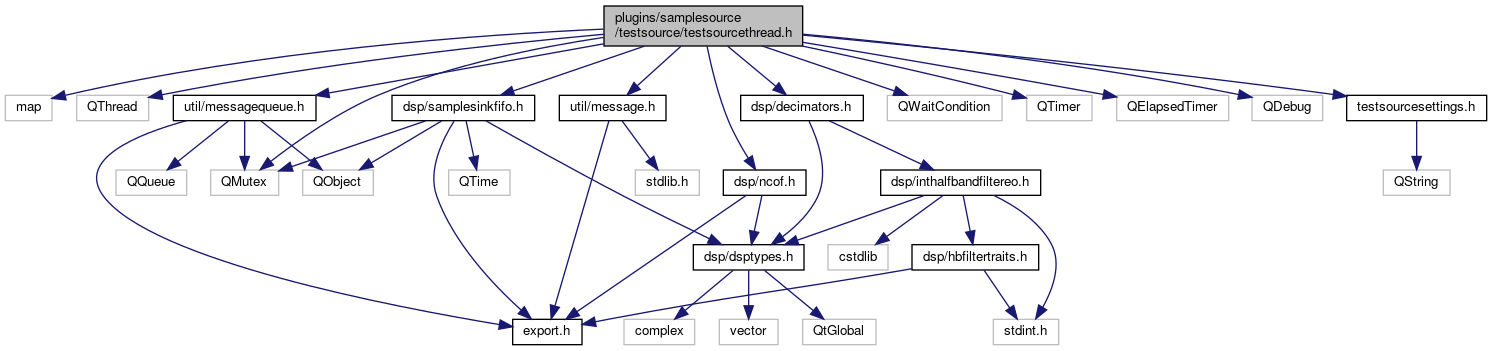 plugins/samplesource
/testsource/testsourcethread.h
map
QThread
util/messagequeue.h
dsp/samplesinkfifo.h
util/message.h
dsp/decimators.h
QWaitCondition
QTimer
QElapsedTimer
QDebug
testsourcesettings.h
QQueue
QMutex
QObject
QTime
stdlib.h
dsp/ncof.h
dsp/inthalfbandfiltereo.h
QString
dsp/dsptypes.h
cstdlib
dsp/hbfiltertraits.h
export.h
complex
vector
QtGlobal
stdint.h